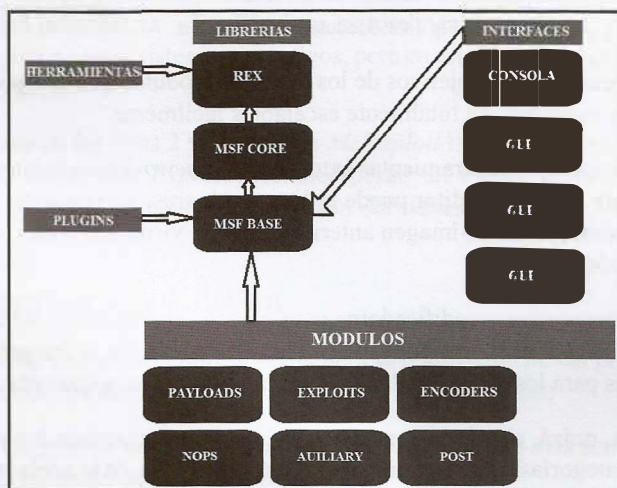 LIBRERIAS
INTERFACES
HERRAMIENTAS
REX
CONSOLA
MSF CORE
PLUGINS
MSF BASE
MODULOS
PAYLOADS
EXPLOITS
ENCODERS
NOPS
AUILIARY
POST